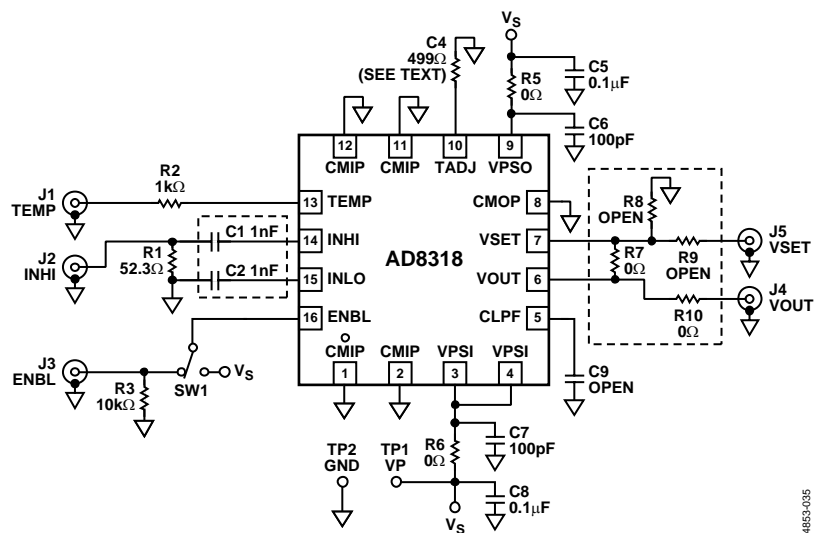 VS
C4
499Ω
(SEE TEXT)
R5
0Ω
C5
0.1μF
C6
100pF
12
11
10
9
CMIP
CMIP
TADJ
VPSO
J1
TEMP
R2
1kΩ
13
TEMP
CMOP
8
R8
OPEN
J2
INHI
R1
52.3Ω
C1 1nF
14
INHI
VSET
7
R7
0Ω
R9
OPEN
J5
VSET
AD8318
C2 1nF
15
INLO
VOUT
6
R10
0Ω
J4
VOUT
16
ENBL
CLPF
5
J3
ENBL
R3
10kΩ
SW1
VS
CMIP
CMIP
VPSI
VPSI
1
2
3
4
C9
OPEN
TP2
GND
TP1
VP
R6
0Ω
C7
100pF
C8
0.1μF
VS
04853-035